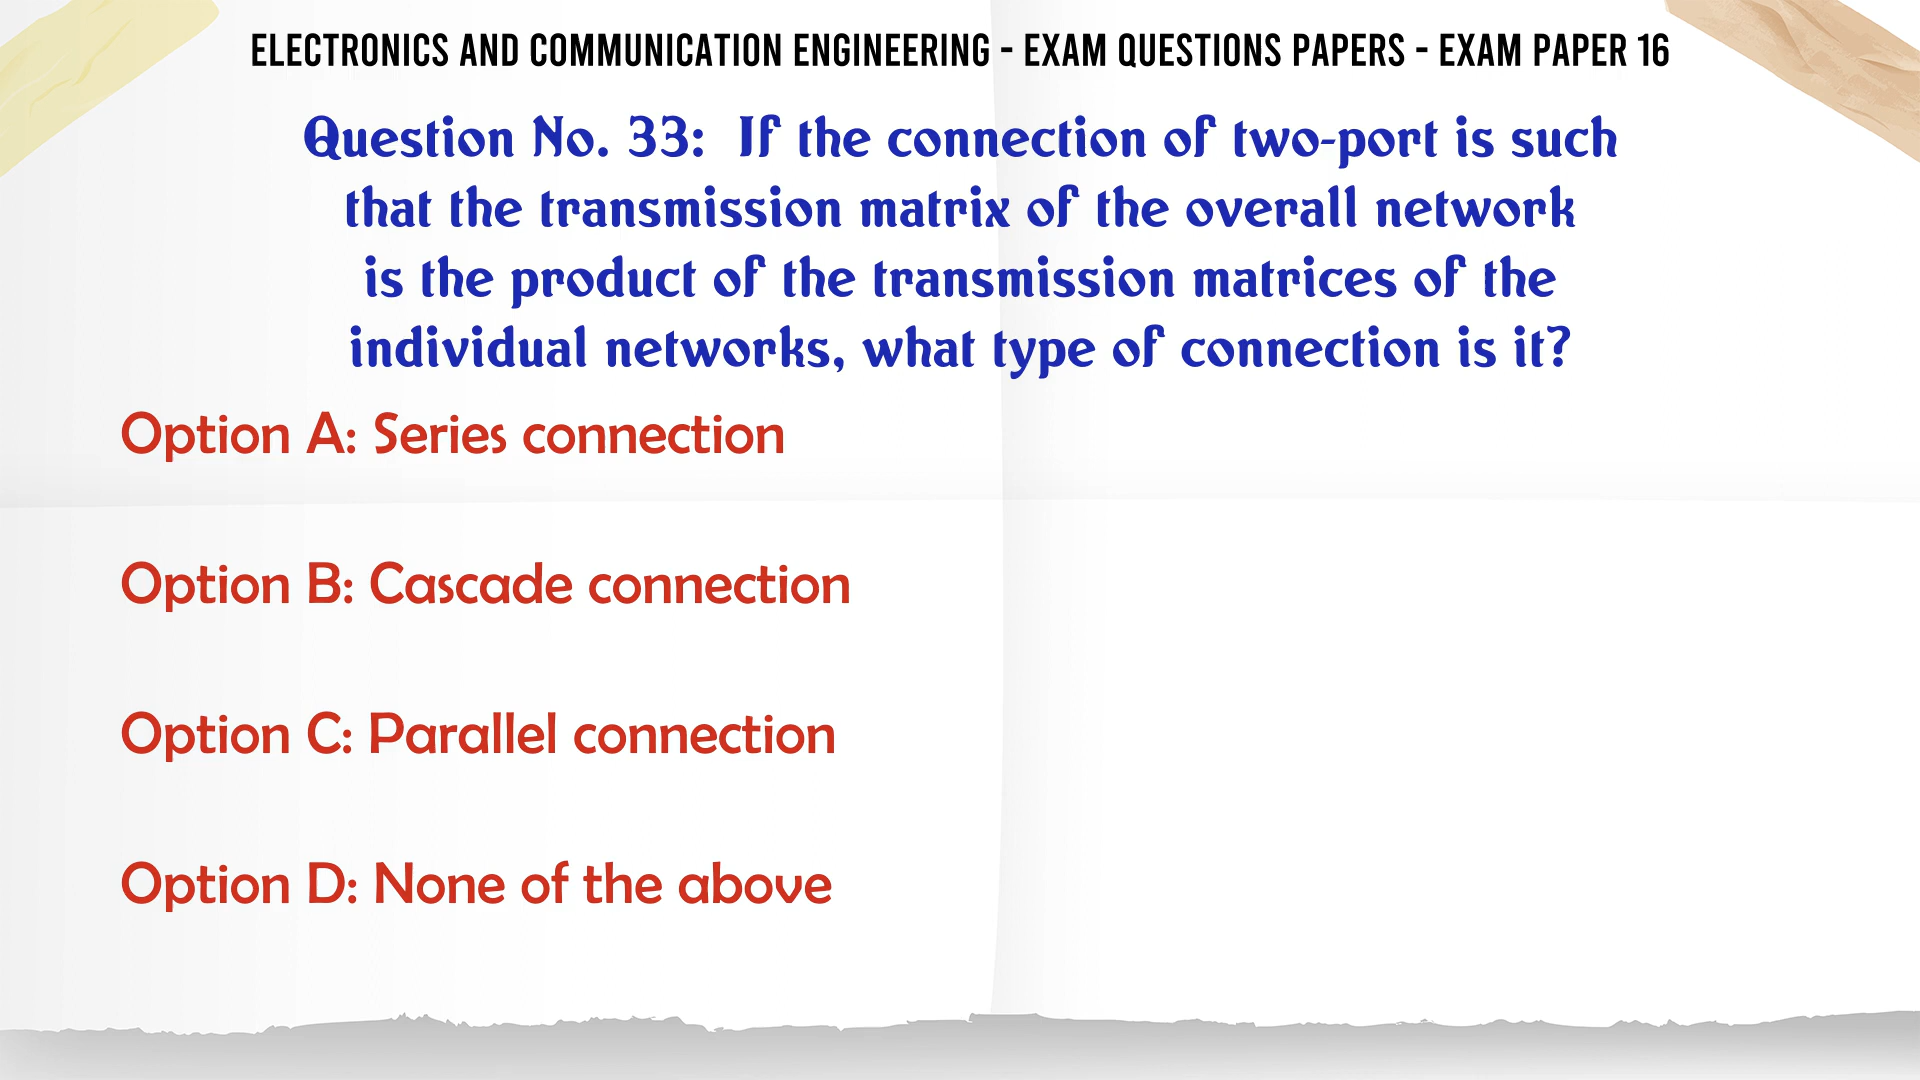 ELECTRONICS AND COMMUNICATION ENGINEERING - EXAM QUESTIONS PAPERS - EXAM PAPER 16
Question No. 33: If the connection of two-port is such
that the transmission matrix of the overall network
is the product of the transmission matrices of the
individual networks, what type of connection is it?
Option A: Series connection
Option B: Cascade connection
Option C: Parallel connection
Option D: None of the above